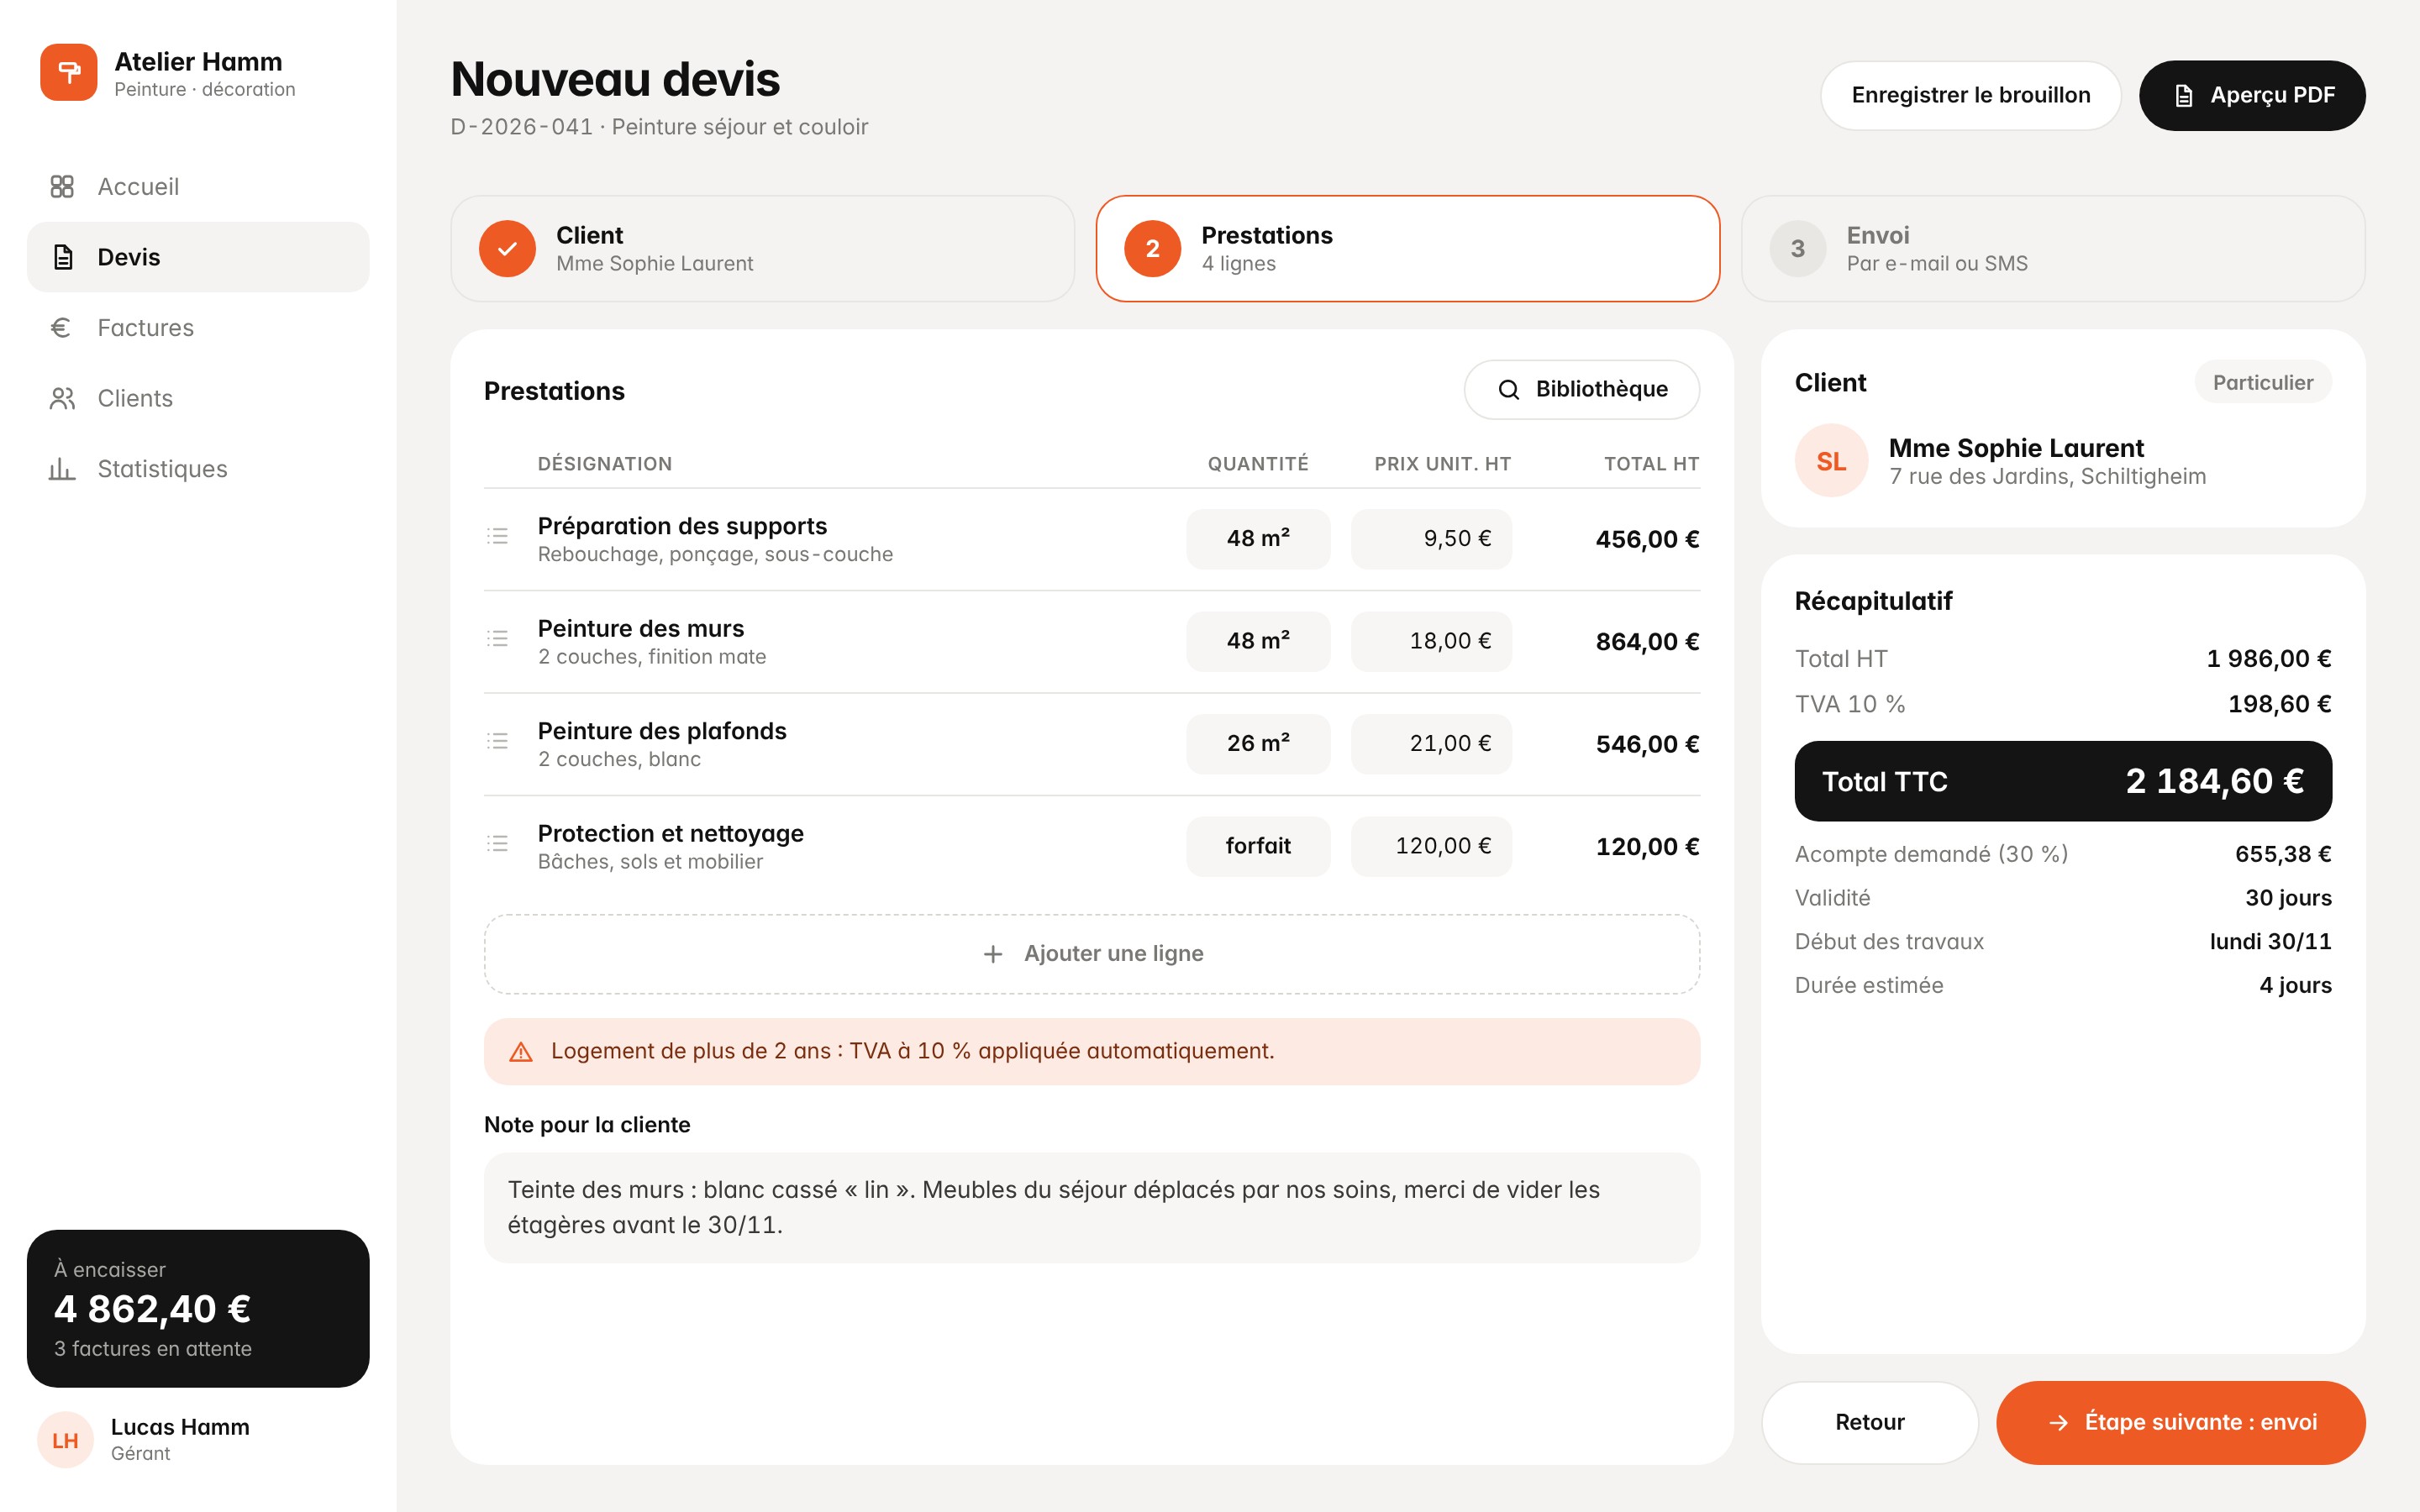 Atelier Hamm
Peinture · décoration
Accueil
Devis
Factures
Clients
Statistiques
À encaisser
4 862,40 €
3 factures en attente
LH
Lucas Hamm
Gérant
Nouveau devis
D-2026-041 · Peinture séjour et couloir
Enregistrer le brouillon
Aperçu PDF
Client
Mme Sophie Laurent
2
Prestations
4 lignes
3
Envoi
Par e-mail ou SMS
Prestations
Bibliothèque
DÉSIGNATION QUANTITÉ PRIX UNIT. HT TOTAL HT
Préparation des supports
Rebouchage, ponçage, sous-couche
48 m² 9,50 € 456,00 €
Peinture des murs
2 couches, finition mate
48 m² 18,00 € 864,00 €
Peinture des plafonds
2 couches, blanc
26 m² 21,00 € 546,00 €
Protection et nettoyage
Bâches, sols et mobilier
forfait 120,00 € 120,00 €
Ajouter une ligne
Logement de plus de 2 ans : TVA à 10 % appliquée automatiquement.
Note pour la cliente
Teinte des murs : blanc cassé « lin ». Meubles du séjour déplacés par nos soins, merci de vider les
étagères avant le 30/11.
Client
Particulier
SL
Mme Sophie Laurent
7 rue des Jardins, Schiltigheim
Récapitulatif
Total HT 1 986,00 €
TVA 10 % 198,60 €
Total TTC 2 184,60 €
Acompte demandé (30 %) 655,38 €
Validité 30 jours
Début des travaux lundi 30/11
Durée estimée 4 jours
Retour
Étape suivante : envoi